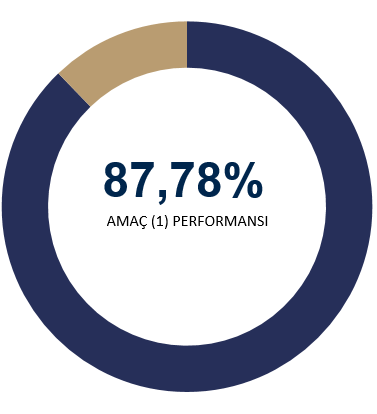 87,78%
AMAÇ (1) PERFORMANSI